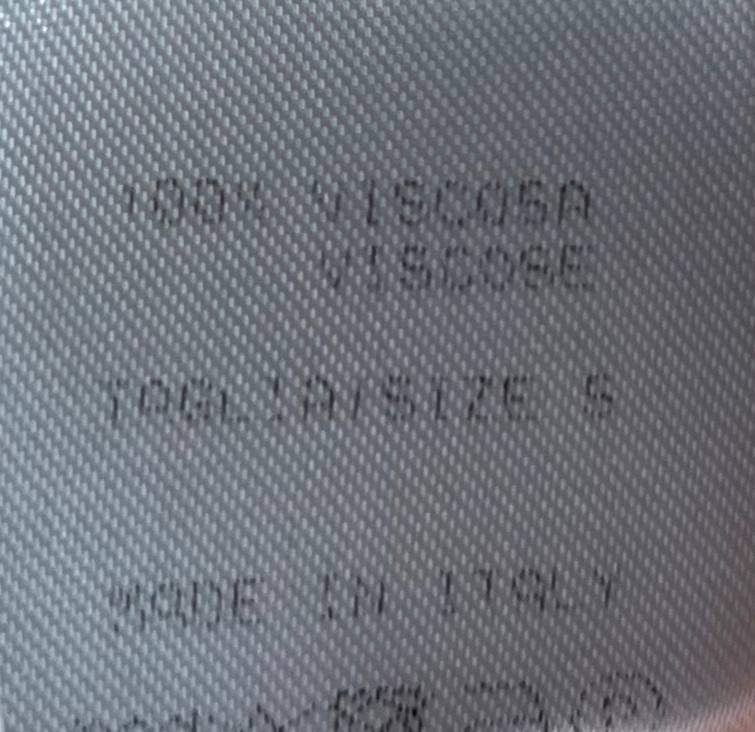 100% VISCOSA
VISCOSE
TAGLIA/SIZE S
MADE IN ITALY